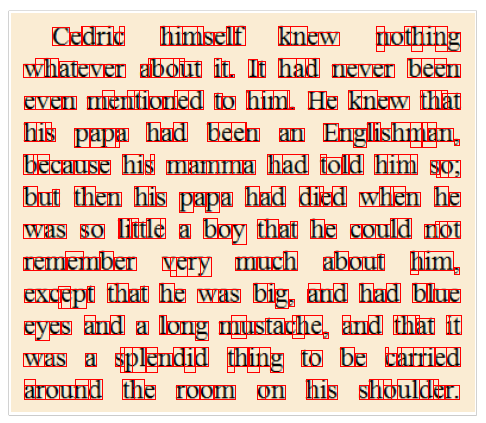 Cedric himself knew nothing
whatever about it. It had never been
even mentioned to him. He knew that
his papa had been an Englishman,
because his mamma had told him so;
but then his papa had died when he
was so little a boy that he could not
remember very much about him,
except that he was big, and had blue
eyes and a long mustache, and that it
was a splendid thing to be carried
around the room on his shoulder.